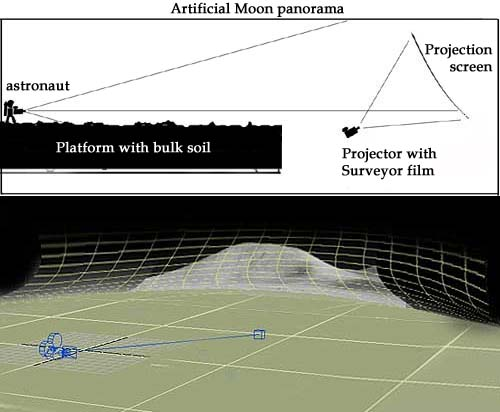 Artificial Moon panorama
Projection
screen
astronaut
Platform with bulk soil
Projector with
Surveyor film